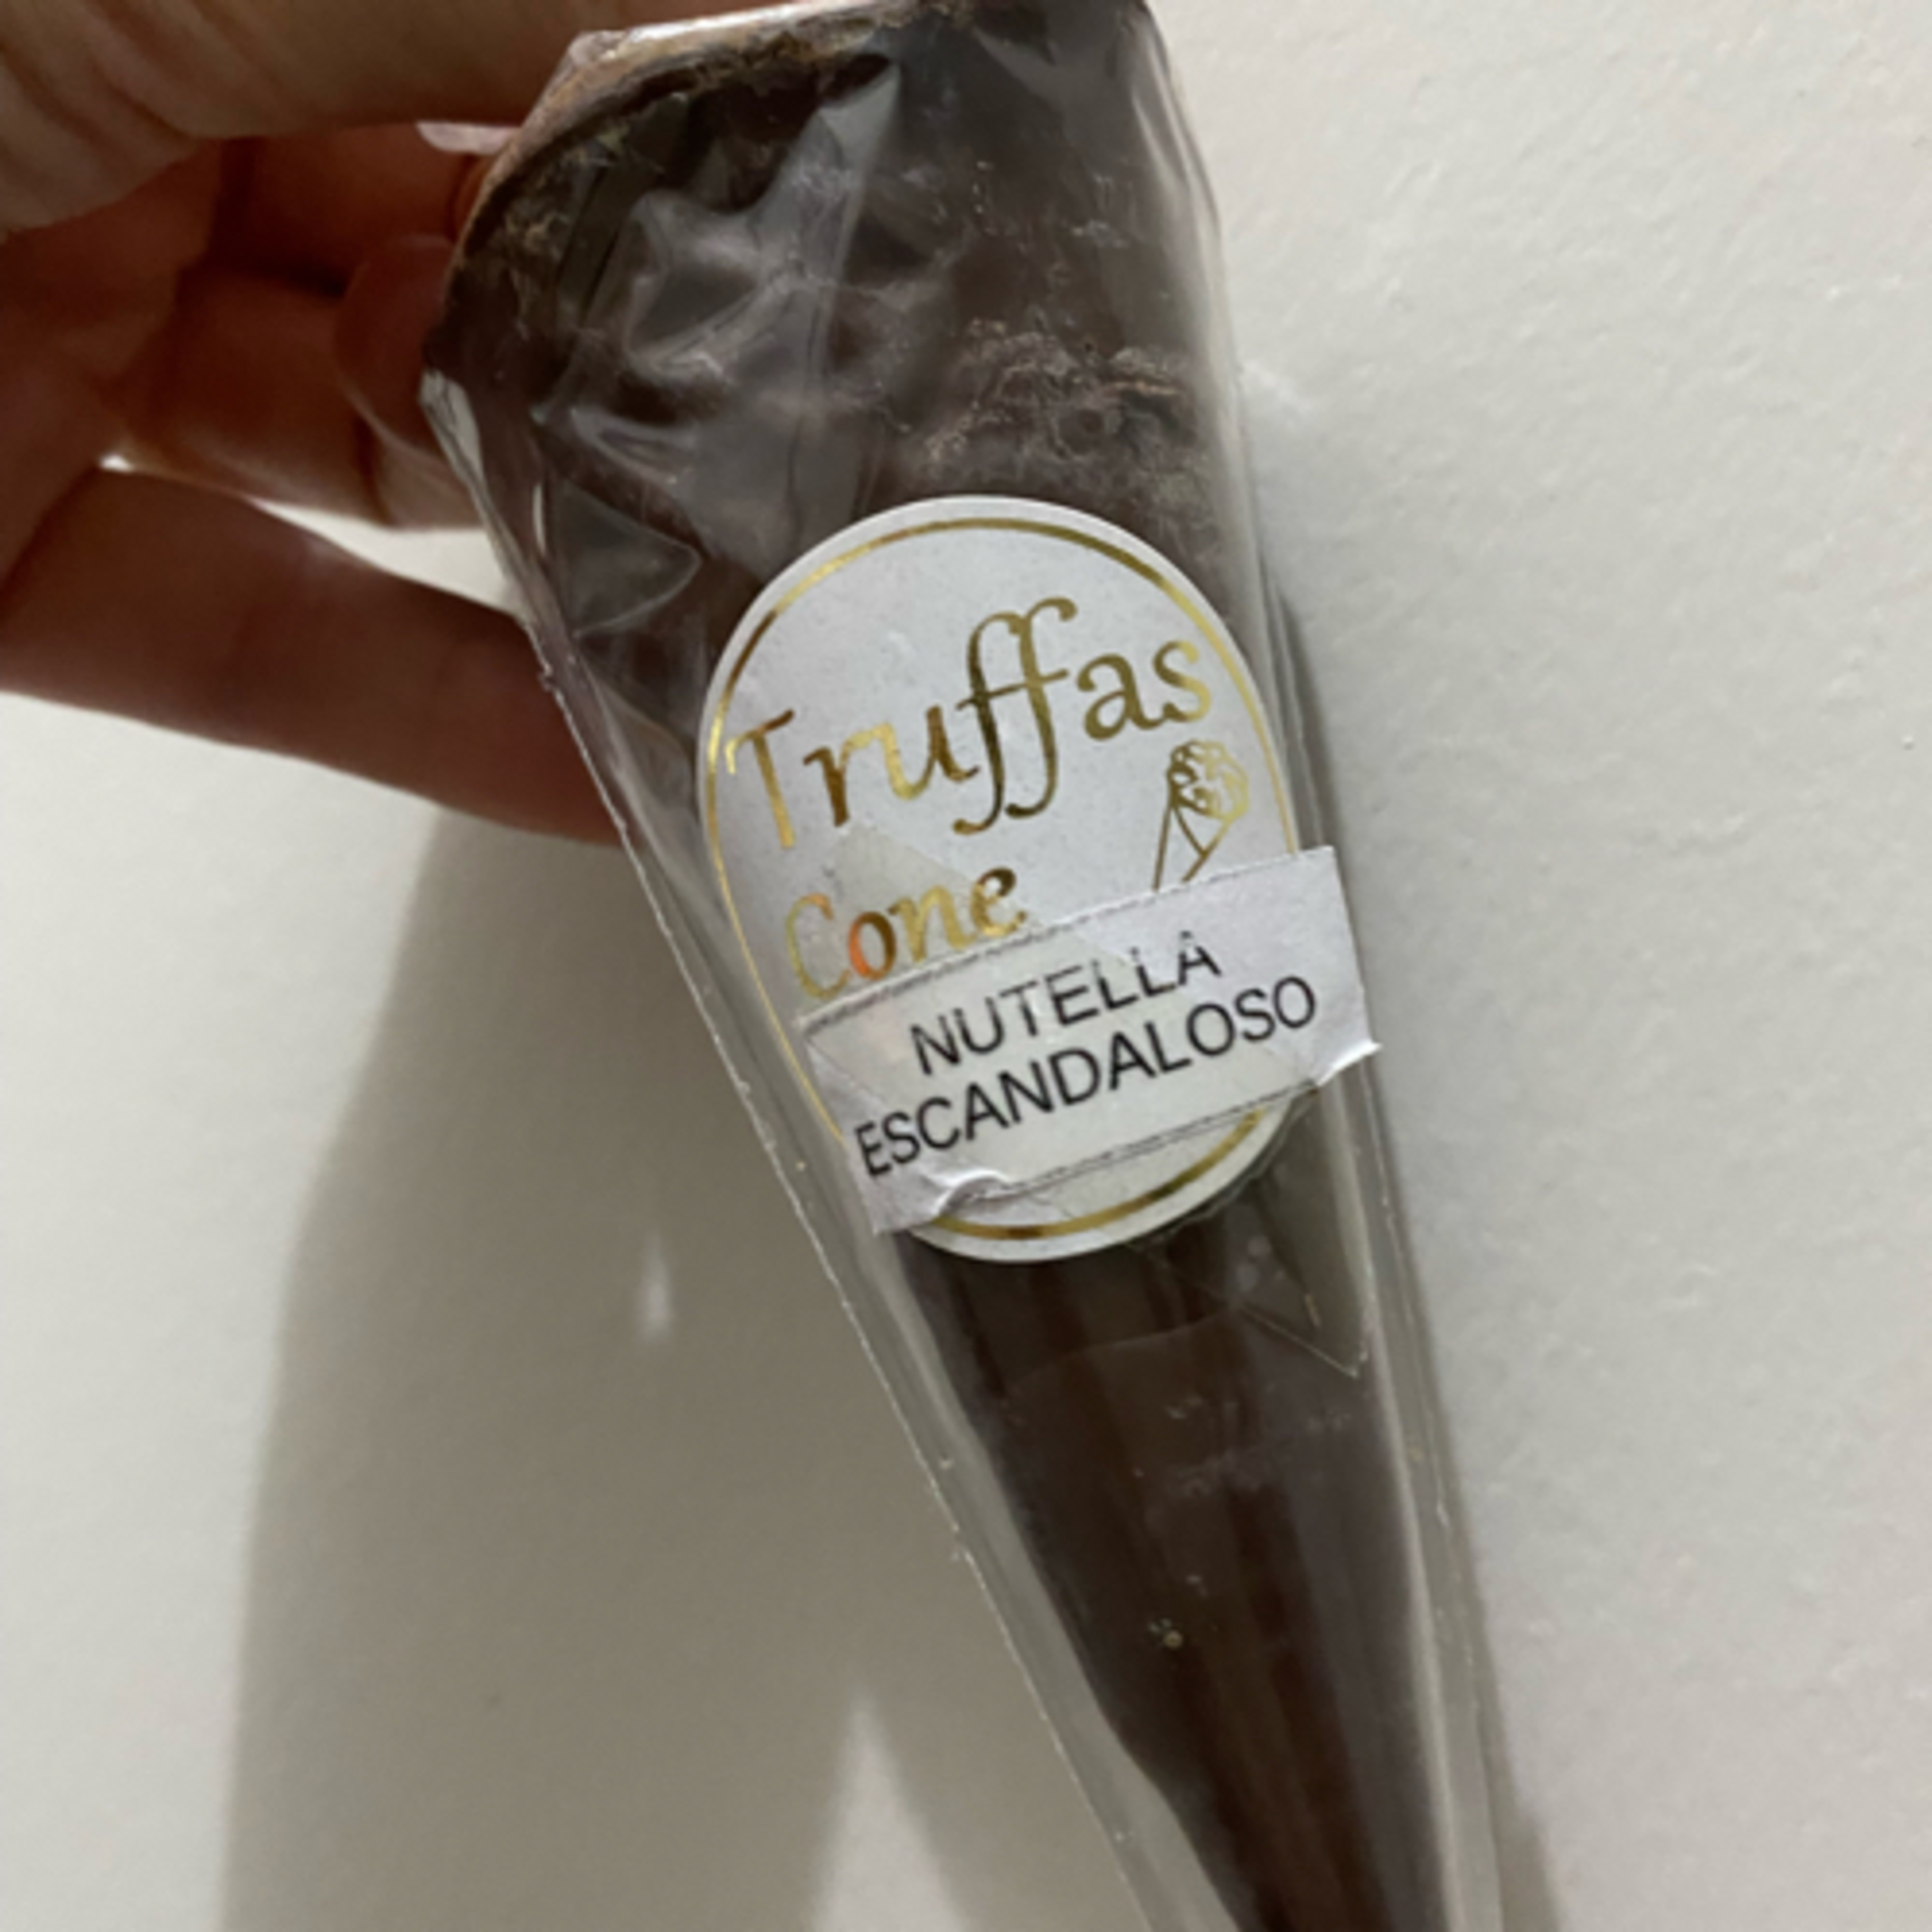 Truffas
Cone
NUTELLA
ESCANDALOSO